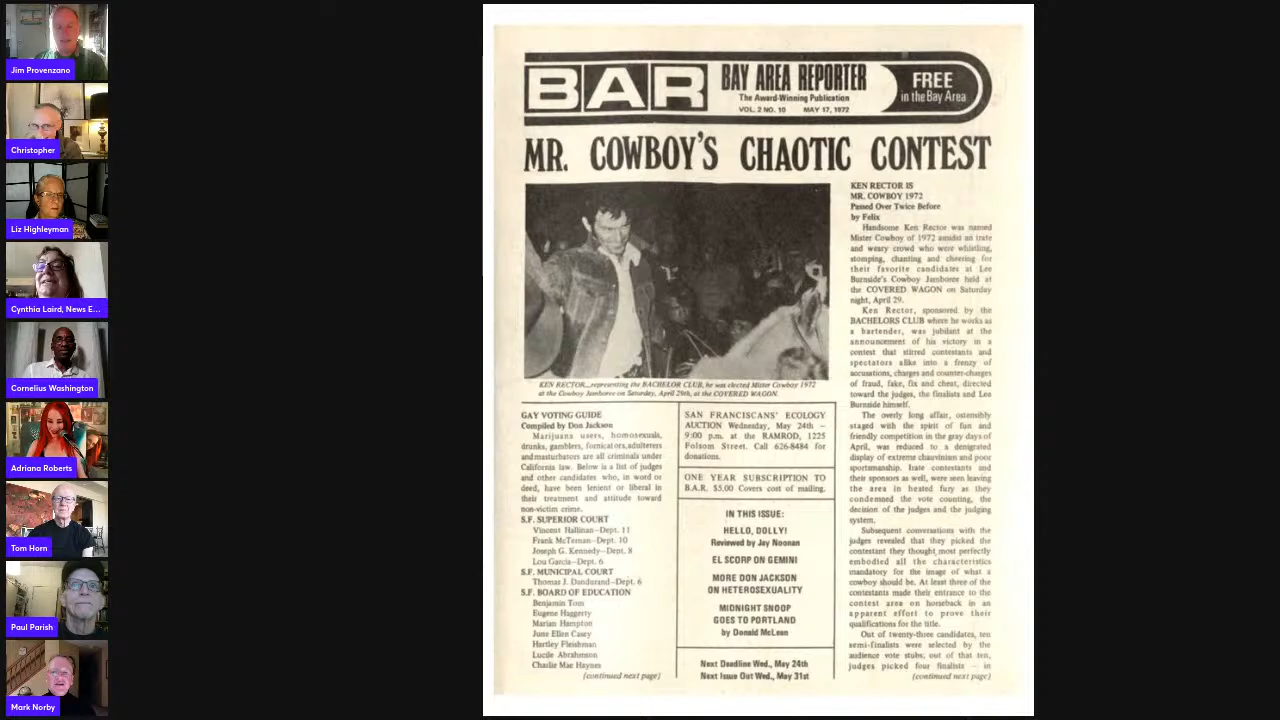 Jim Provenzano
Christopher
Liz Highleyman
Cynthia Laird, News E...
Cornelius Washington
Adriana Roberts
Tom Horn
Paul Parish
Mark Norby
BAR
BAY AREA REPORTER
The Award-Winning Publication
VOL. 2 NO. 10 MAY 17, 1972
FREE
in the Bay Area
MR. COWBOY'S CHAOTIC CONTEST
KEN RECTOR....representing the BACHELOR CLUB, he was elected Mister Cowboy 1972
at the Cowboy Jamboree on Saturday, April 29th, at the COVERED WAGON.
GAY VOTING GUIDE
Compiled by Don Jackson
Marijuana users, homosexuals,
drunks, gamblers, fornicators, adulterers
and masturbators are all criminals under
California law. Below is a list of judges
and other candidates who, in word or
deed, have been lenient or liberal in
their treatment and attitude toward
non-victim crime.
S.F. SUPERIOR COURT
Vincent Hallinan—Dept. 11
Frank McTernan—Dept. 10
Joseph G. Kennedy—Dept. 8
Lou Garcia—Dept. 6
S.F. MUNICIPAL COURT
Thomas J. Dandurand—Dept. 6
S.F. BOARD OF EDUCATION
Benjamin Tom
Eugene Haggerty
Marian Hampton
June Ellen Casey
Hartley Fleishman
Lucile Abrahmson
Charlie Mae Haynes
(continued next page)
SAN FRANCISCANS' ECOLOGY
AUCTION Wednesday, May 24th —
9:00 p.m. at the RAMROD, 1225
Folsom Street. Call 626-8484 for
donations.
ONE YEAR SUBSCRIPTION TO
B.A.R. $5.00 Covers cost of mailing.
IN THIS ISSUE:
HELLO, DOLLY!
Reviewed by Jay Noonan
EL SCORP ON GEMINI
MORE DON JACKSON
ON HETEROSEXUALITY
MIDNIGHT SNOOP
GOES TO PORTLAND
by Donald McLean
Next Deadline Wed., May 24th
Next Issue Out Wed., May 31st
KEN RECTOR IS
MR. COWBOY 1972
Passed Over Twice Before
by Felix
Handsome Ken Rector was named
Mister Cowboy of 1972 amidst an irate
and weary crowd who were whistling,
stomping, chanting and cheering for
their favorite candidates at Lee
Burnside's Cowboy Jamboree held at
the COVERED WAGON on Saturday
night, April 29.
Ken Rector, sponsored by the
BACHELORS CLUB where he works as
a bartender, was jubilant at the
announcement of his victory in a
contest that stirred contestants and
spectators alike into a frenzy of
accusations, charges and counter-charges
of fraud, fake, fix and cheat, directed
toward the judges, the finalists and Lee
Burnside himself.
The overly long affair, ostensibly
staged with the spirit of fun and
friendly competition in the gray days of
April, was reduced to a denigrated
display of extreme chauvinism and poor
sportsmanship. Irate contestants and
their sponsors as well, were seen leaving
the area in heated fury as they
condemned the vote counting, the
decision of the judges and the judging
system.
Subsequent conversations with the
judges revealed that they picked the
contestant they thought most perfectly
embodied all the characteristics
mandatory for the image of what a
cowboy should be. At least three of the
contestants made their entrance to the
contest area on horseback in an
apparent effort to prove their
qualifications for the title.
Out of twenty-three candidates, ten
semi-finalists were selected by the
audience vote stubs; out of that ten,
judges picked four finalists — in
(continued next page)